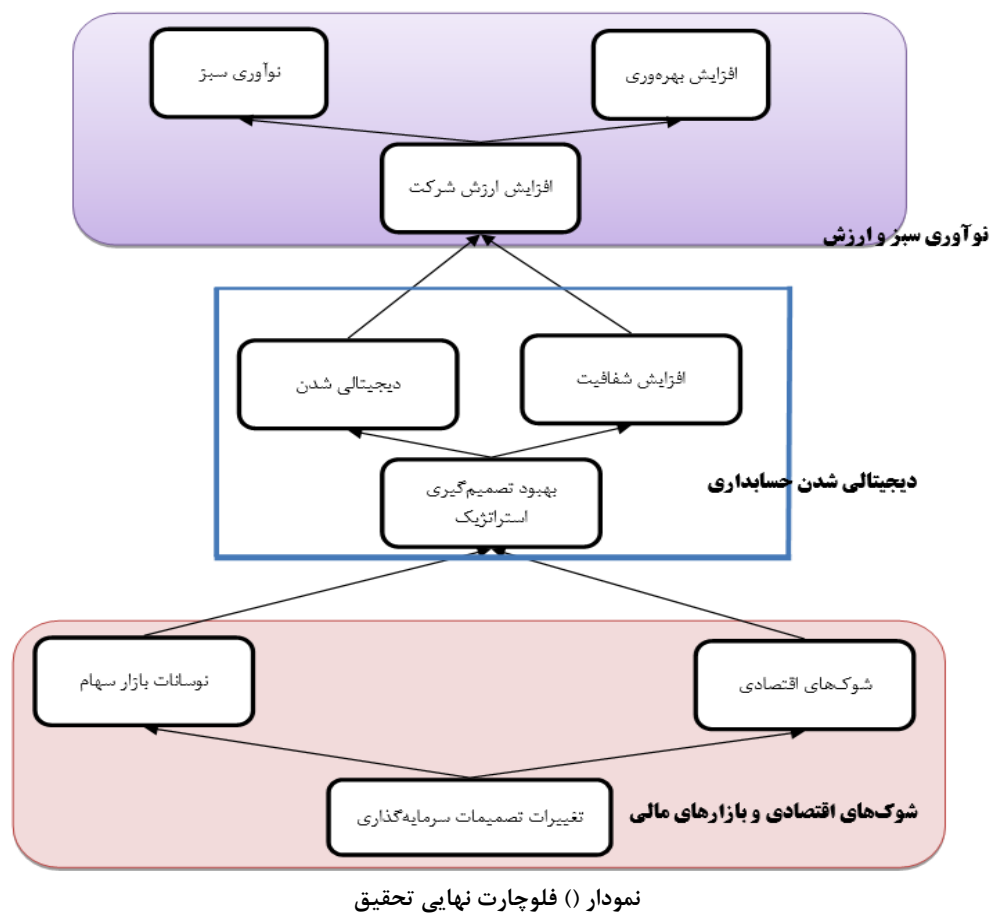 افزایش بهره‌وری
نوآوری سبز
افزایش ارزش شرکت
نوآوری سبز و ارزش
افزایش شفافیت
دیجیتالی شدن
بهبود تصمیم‌گیری
استراتژیک
دیجیتالی شدن حسابداری
شوک‌های اقتصادی
نوسانات بازار سهام
تغییرات تصمیمات سرمایه‌گذاری
شوک‌های اقتصادی و بازارهای مالی
نمودار () فلوچارت نهایی تحقیق